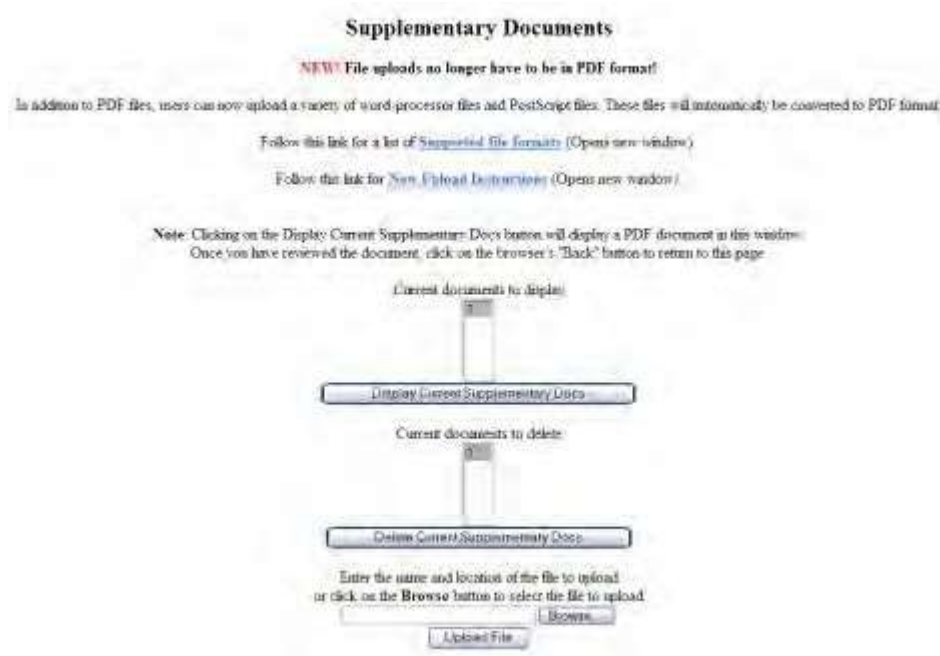 Supplementary Documents
NEW! File uploads no longer have to be in PDF format!
In addition to PDF files, users can now upload a variety of word-processor files and PostScript files. These files will automatically be converted to PDF format
Follow this link for a list of Supported file formats (Opens new window)
Follow this link for New Upload Instructions (Opens new window)
Note: Clicking on the Display Current Supplementary Docs button will display a PDF document in this window.
Once you have reviewed the document, click on the browser's "Back" button to return to this page
Current documents to display
Display Current Supplementary Docs
Current documents to delete
Delete Current Supplementary Docs
Enter the name and location of the file to upload
or click on the Browse button to select the file to upload
Browse...
Upload File